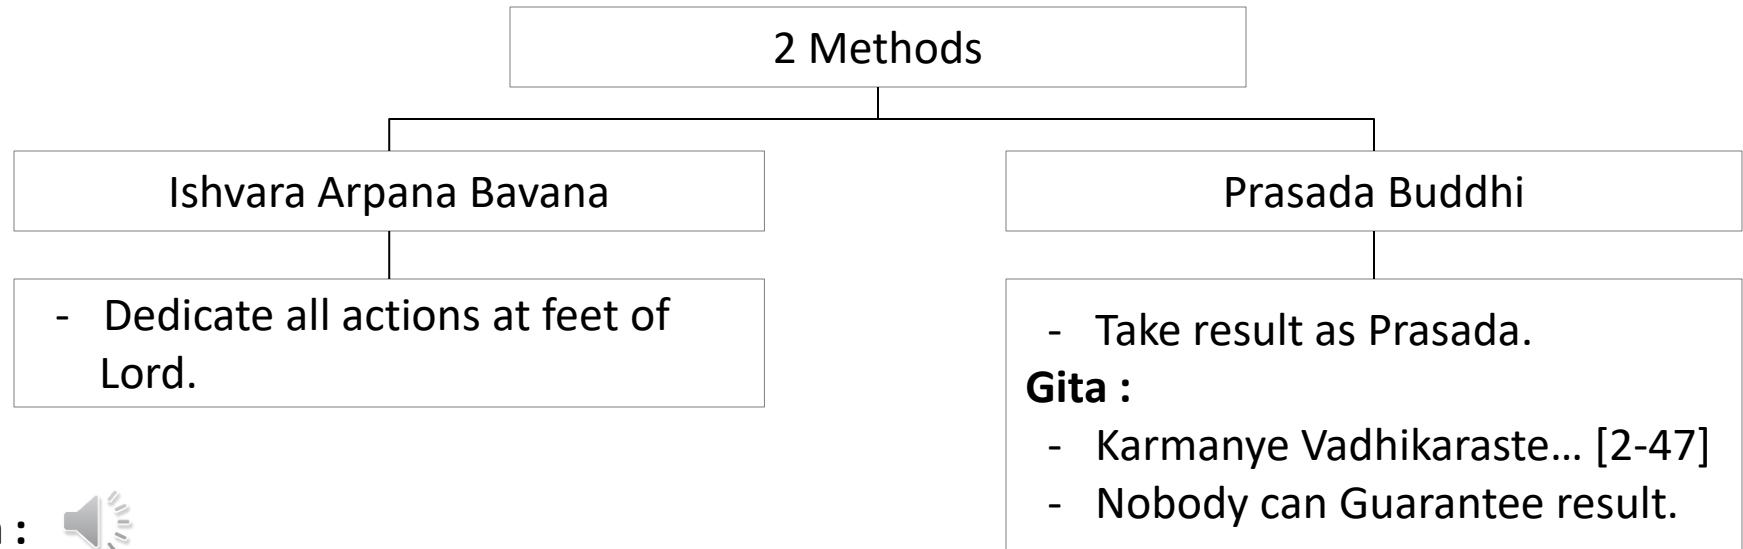 2 Methods
Ishvara Arpana Bavana
Prasada Buddhi
- Dedicate all actions at feet of
Lord.
- Take result as Prasada.
Gita :
- Karmanye Vadhikaraste... [2-47]
- Nobody can Guarantee result.
: